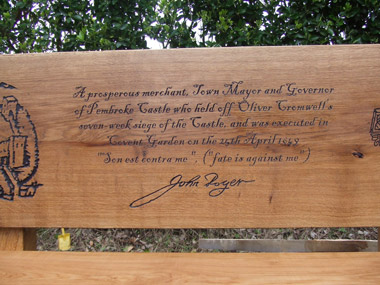 A prosperous merchant, Town Mayor and Governor
of Pembroke Castle who held off Oliver Cromwell's
seven-week siege of the Castle, and was executed in
Covent Garden on the 25th April 1649
"Son est contra me", ("fate is against me")
John Poyer